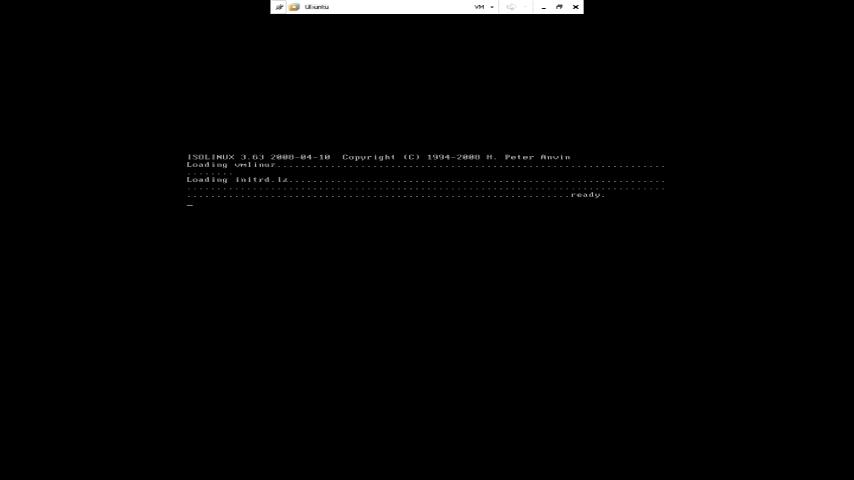 Ubuntu VM
ISOLINUX 3.63 2008-04-10 Copyright (C) 1994-2008 H. Peter Anvin
Loading vmlinuz.................................................................
........
Loading initrd.lz...............................................................
................................................................................
................................................................ready.